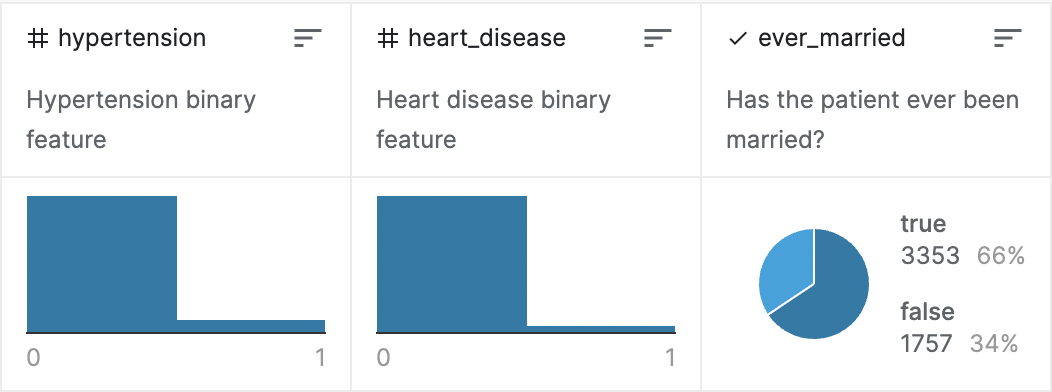 # hypertension
Hypertension binary
feature
0 1
# heart_disease
Heart disease binary
feature
0 1
✓ ever_married
Has the patient ever been
married?
true
3353 66%
false
1757 34%